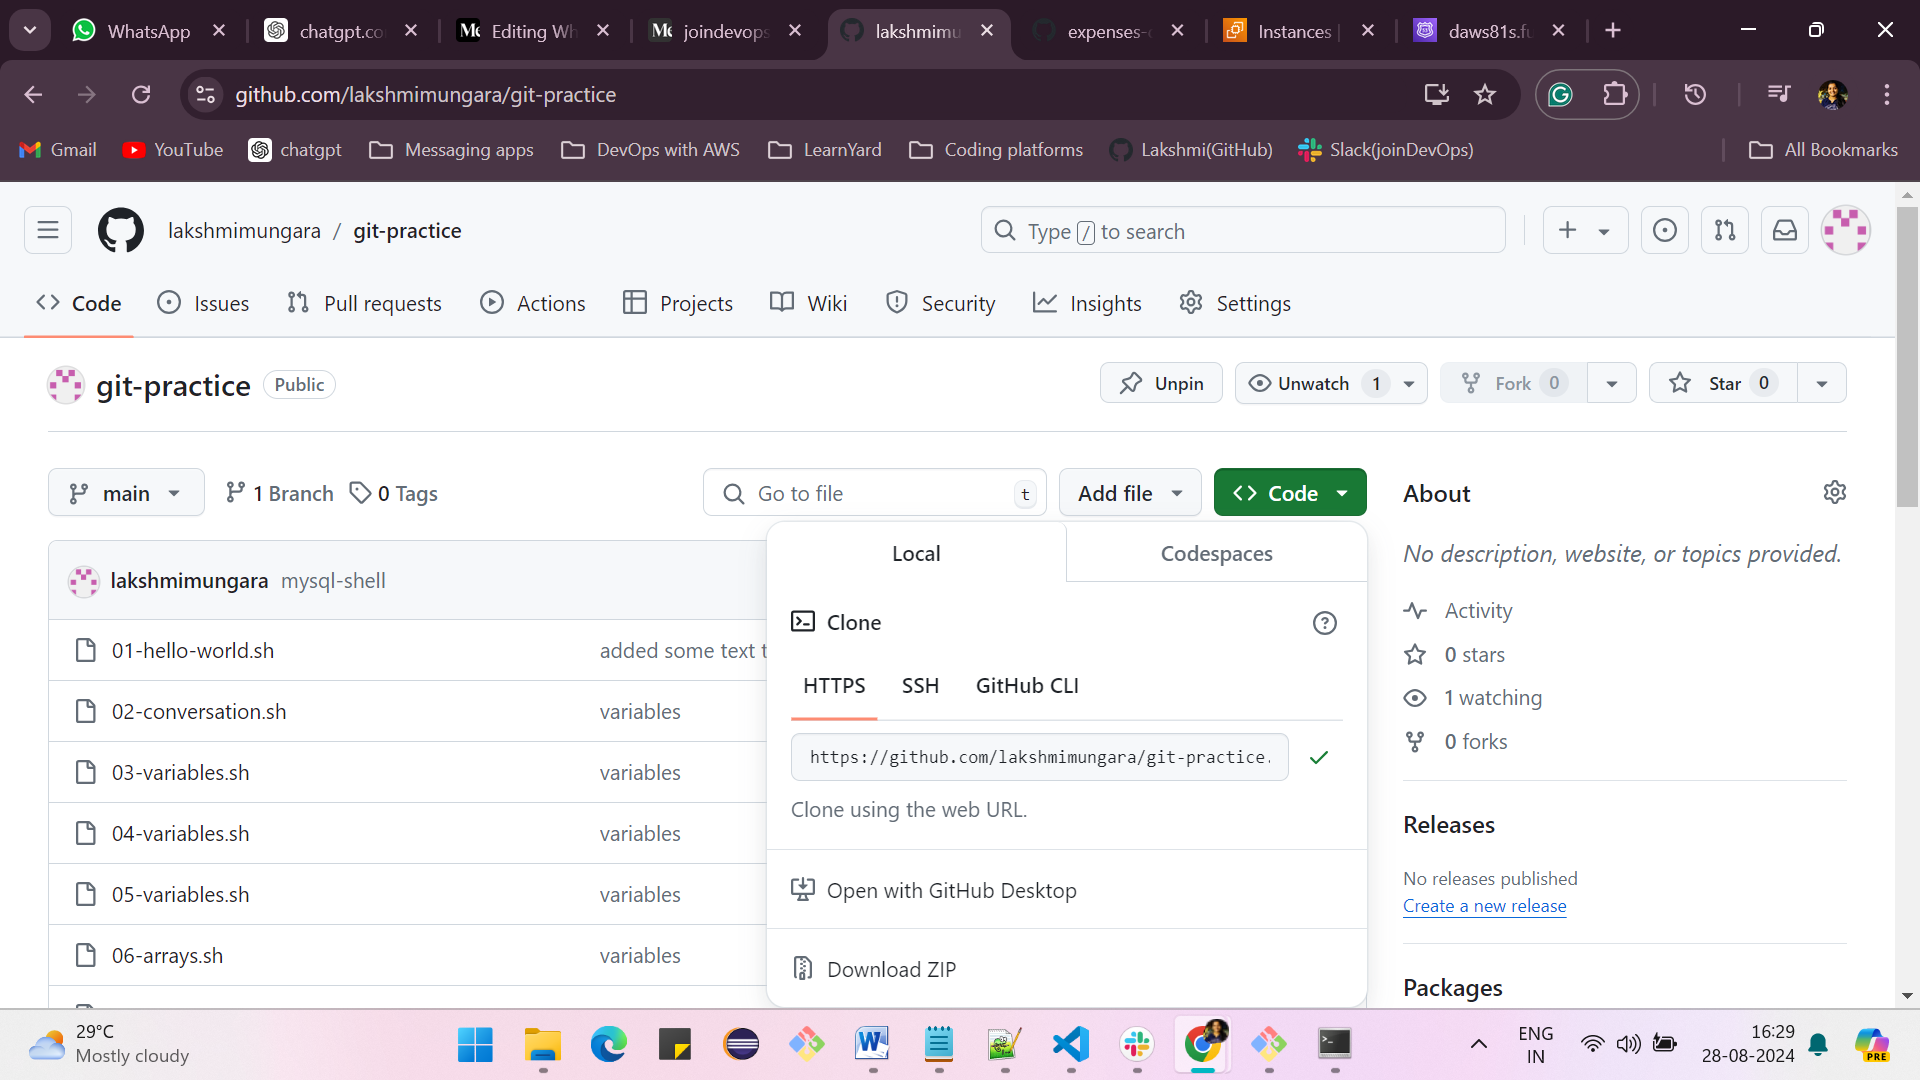 WhatsApp
chatgpt.co
Editing Wh
joindevops
lakshmimu
expenses-
Instances |
daws81s.fu
github.com/lakshmimungara/git-practice
Gmail
YouTube
chatgpt
Messaging apps
DevOps with AWS
LearnYard
Coding platforms
Lakshmi(GitHub)
Slack(joinDevOps)
All Bookmarks
lakshmimungara / git-practice
Type / to search
Code
Issues
Pull requests
Actions
Projects
Wiki
Security
Insights
Settings
git-practice
Public
Unpin
Unwatch 1
Fork 0
Star 0
main
1 Branch
0 Tags
Go to file
t
Add file
Code
About
No description, website, or topics provided.
Activity
0 stars
1 watching
0 forks
Releases
No releases published
Create a new release
Packages
lakshmimungara mysql-shell
01-hello-world.sh
added some text t
02-conversation.sh
variables
03-variables.sh
variables
04-variables.sh
variables
05-variables.sh
variables
06-arrays.sh
variables
Local
Codespaces
Clone
HTTPS
SSH
GitHub CLI
https://github.com/lakshmimungara/git-practice.
Clone using the web URL.
Open with GitHub Desktop
Download ZIP
29°C
Mostly cloudy
ENG
IN
16:29
28-08-2024
PRE